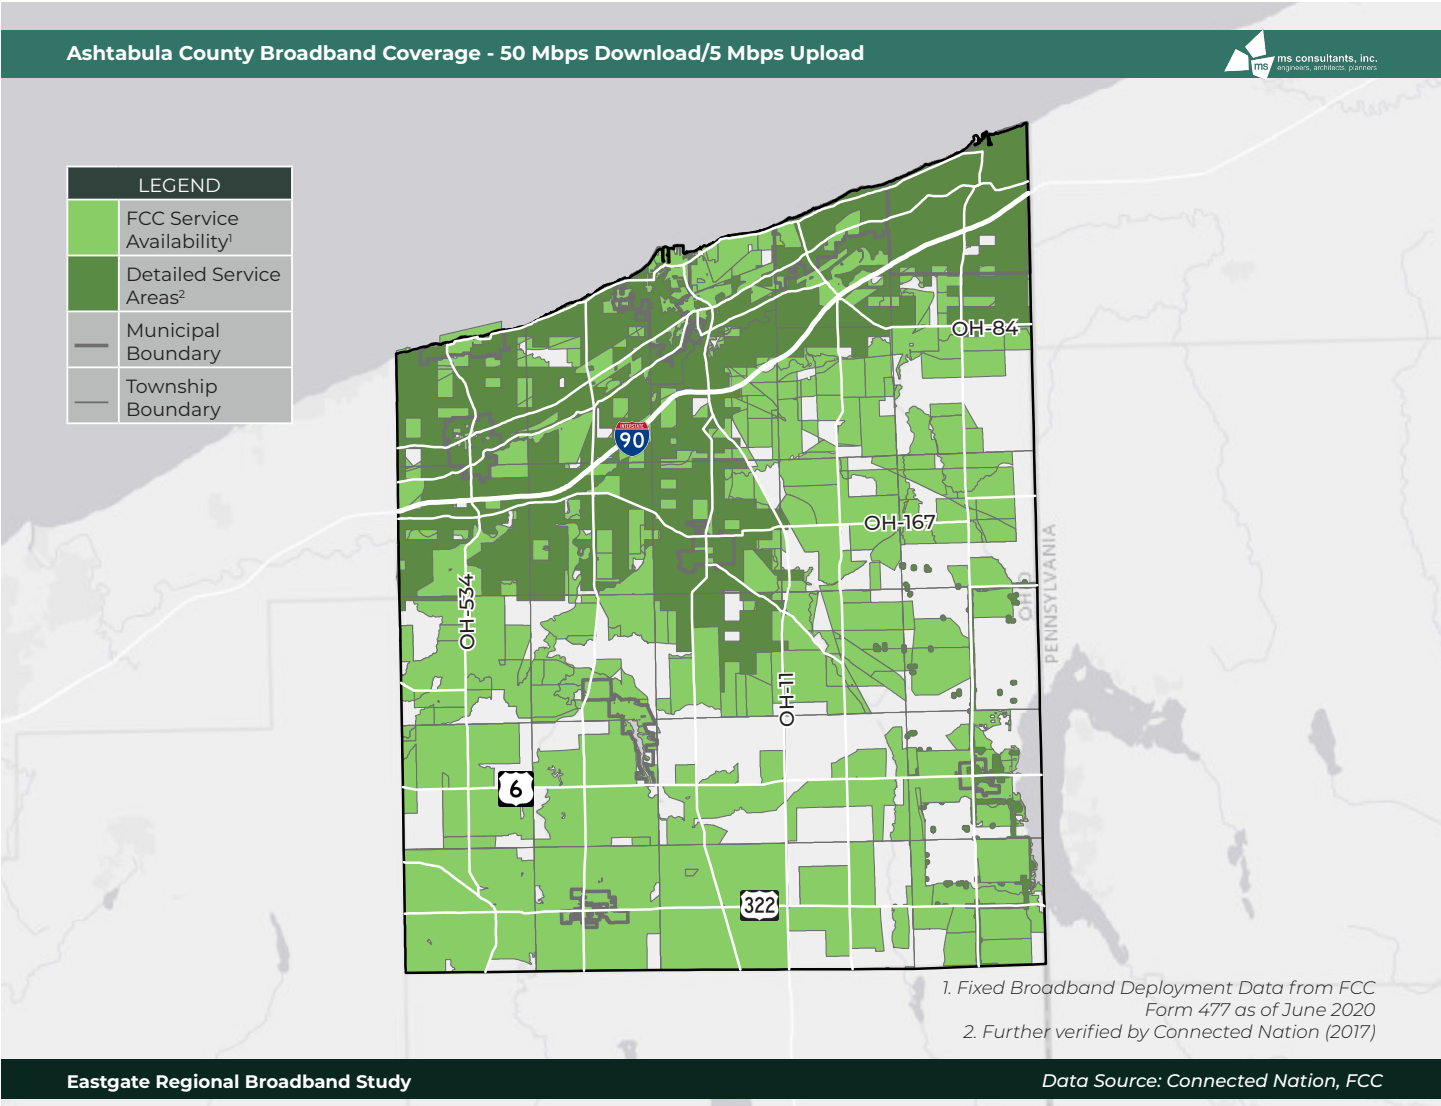 Ashtabula County Broadband Coverage - 50 Mbps Download/5 Mbps Upload
ms
ms consultants, inc.
engineers, architects, planners
LEGEND
FCC Service
Availability¹
Detailed Service
Areas²
Municipal
Boundary
Township
Boundary
OH-84
INTERSTATE
90
OH-167
OH-534
OHIO
PENNSYLVANIA
OH-11
6
322
1. Fixed Broadband Deployment Data from FCC
Form 477 as of June 2020
2. Further verified by Connected Nation (2017)
Eastgate Regional Broadband Study
Data Source: Connected Nation, FCC